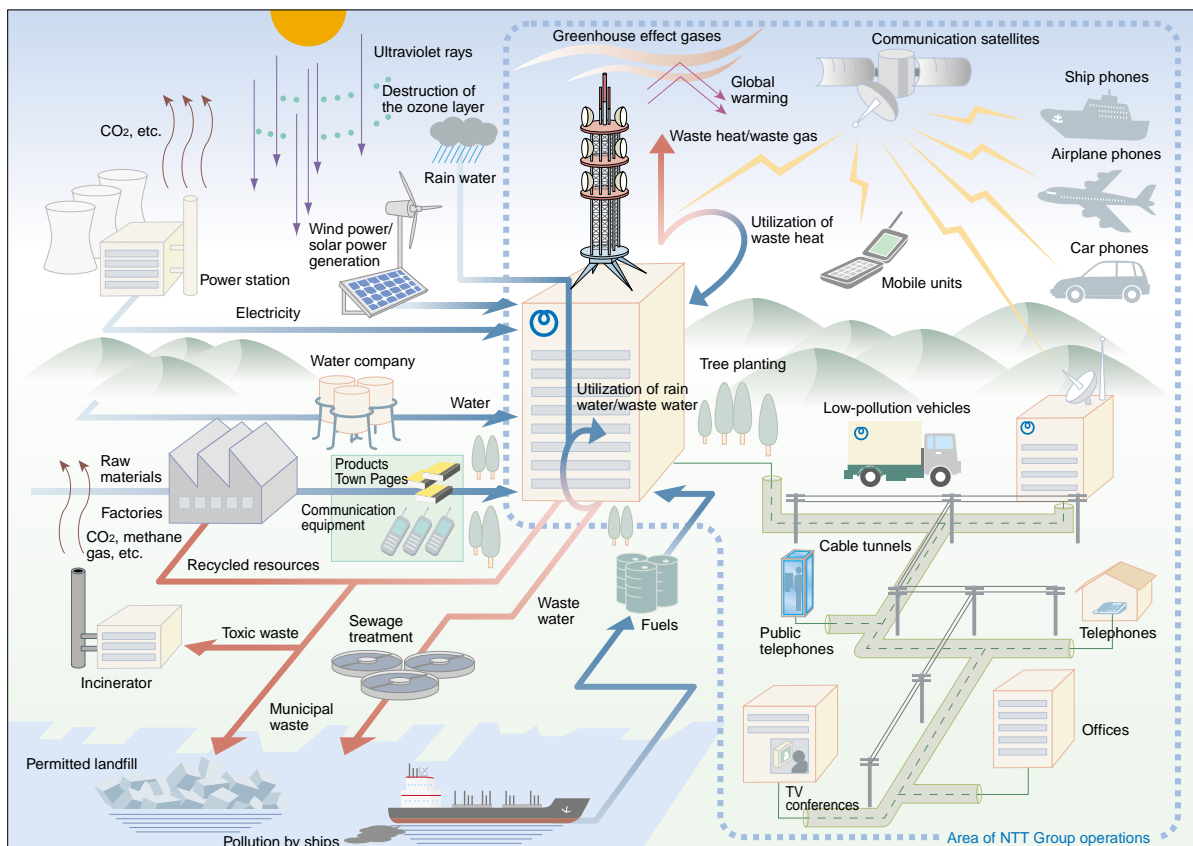 Greenhouse effect gases
Communication satellites
Ultraviolet rays
Ship phones
Global
warming
Destruction of
the ozone layer
CO2, etc.
Waste heat/waste gas
Airplane phones
Rain water
Wind power/
solar power
generation
Utilization of
waste heat
Car phones
Power station
Mobile units
Electricity
Water company
Tree planting
Utilization of rain
water/waste water
Water
Low-pollution vehicles
Raw
materials
Products
Town Pages
Factories
Communication
equipment
CO2, methane
gas, etc.
Cable tunnels
Recycled resources
Waste
water
Sewage
treatment
Toxic waste
Fuels
Public
telephones
Telephones
Incinerator
Municipal
waste
Offices
Permitted landfill
TV
conferences
Pollution by ships
Area of NTT Group operations